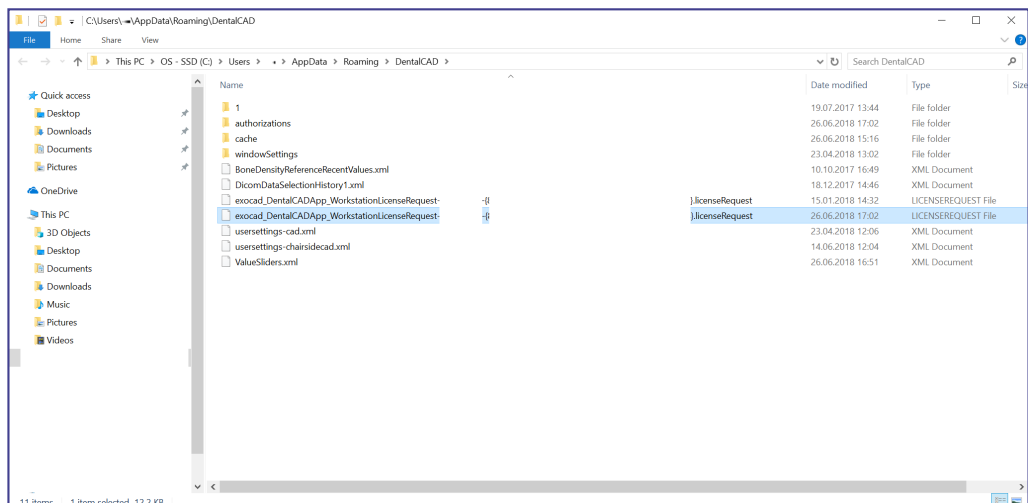 C:\Users\ \AppData\Roaming\DentalCAD
File Home Share View
> This PC > OS - SSD (C:) > Users > > AppData > Roaming > DentalCAD >
Search DentalCAD
Name Date modified Type Size
Quick access
Desktop
Downloads
Documents
Pictures
OneDrive
This PC
3D Objects
Desktop
Documents
Downloads
Music
Pictures
Videos
1 19.07.2017 13:44 File folder
authorizations 26.06.2018 17:02 File folder
cache 26.06.2018 15:16 File folder
windowSettings 23.04.2018 13:02 File folder
BoneDensityReferenceRecentValues.xml 10.10.2016 16:49 XML Document
DicomDataSelectionHistory1.xml 18.12.2017 14:46 XML Document
exocad_DentalCADApp_WorkstationLicenseRequest- -{ }.licenseRequest 15.01.2018 14:32 LICENSEREQUEST File
exocad_DentalCADApp_WorkstationLicenseRequest- -{ }.licenseRequest 26.06.2018 17:02 LICENSEREQUEST File
usersettings-cad.xml 23.04.2018 12:06 XML Document
usersettings-chairsidecad.xml 14.06.2018 12:04 XML Document
ValueSliders.xml 26.06.2018 16:51 XML Document
11 items 1 item selected 12,2 KB